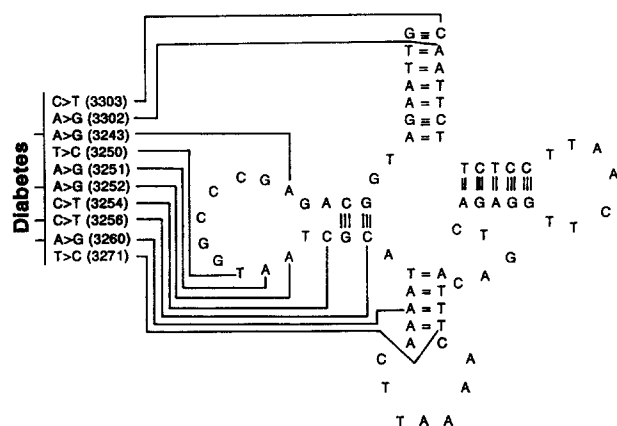 G ≡ C
T = A
T = A
A = T
A = T
G ≡ C
A = T
Diabetes
C>T (3303)
A>G (3302)
A>G (3243)
T>C (3250)
A>G (3251)
A>G (3252)
C>T (3254)
C>T (3256)
A>G (3260)
T>C (3271)
T
G
G C C C G A
G A C G
T C T C C
A G A G G
T T A A C T T
G G T A A T
C G C
A
C T G A C
T = A
A = T
A = T
A = T
A C
C T T A A A A A